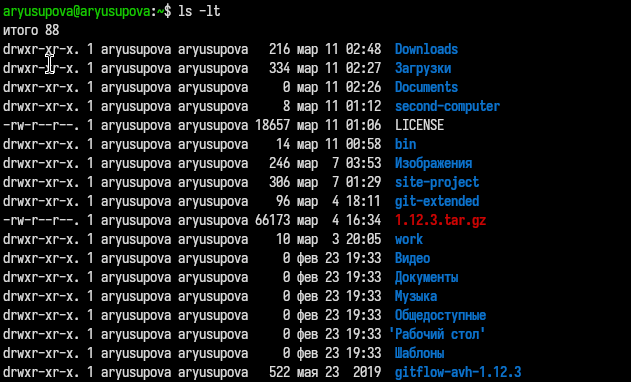 aryusupova@aryusupova:~$ ls -lt
итого 88
drwxr-xr-x. 1 aryusupova aryusupova   216 мар 11 02:48  Downloads
drwxr-xr-x. 1 aryusupova aryusupova   334 мар 11 02:27  Загрузки
drwxr-xr-x. 1 aryusupova aryusupova     0 мар 11 02:26  Documents
drwxr-xr-x. 1 aryusupova aryusupova     8 мар 11 01:12  second-computer
-rw-r--r--. 1 aryusupova aryusupova 18657 мар 11 01:06  LICENSE
drwxr-xr-x. 1 aryusupova aryusupova    14 мар 11 00:58  bin
drwxr-xr-x. 1 aryusupova aryusupova   246 мар  7 03:53  Изображения
drwxr-xr-x. 1 aryusupova aryusupova   306 мар  7 01:29  site-project
drwxr-xr-x. 1 aryusupova aryusupova    96 мар  4 18:11  git-extended
-rw-r--r--. 1 aryusupova aryusupova 66173 мар  4 16:34  1.12.3.tar.gz
drwxr-xr-x. 1 aryusupova aryusupova    10 мар  3 20:05  work
drwxr-xr-x. 1 aryusupova aryusupova     0 фев 23 19:33  Видео
drwxr-xr-x. 1 aryusupova aryusupova     0 фев 23 19:33  Документы
drwxr-xr-x. 1 aryusupova aryusupova     0 фев 23 19:33  Музыка
drwxr-xr-x. 1 aryusupova aryusupova     0 фев 23 19:33  Общедоступные
drwxr-xr-x. 1 aryusupova aryusupova     0 фев 23 19:33 'Рабочий стол'
drwxr-xr-x. 1 aryusupova aryusupova     0 фев 23 19:33  Шаблоны
drwxr-xr-x. 1 aryusupova aryusupova   522 мая 23  2019  gitflow-avh-1.12.3